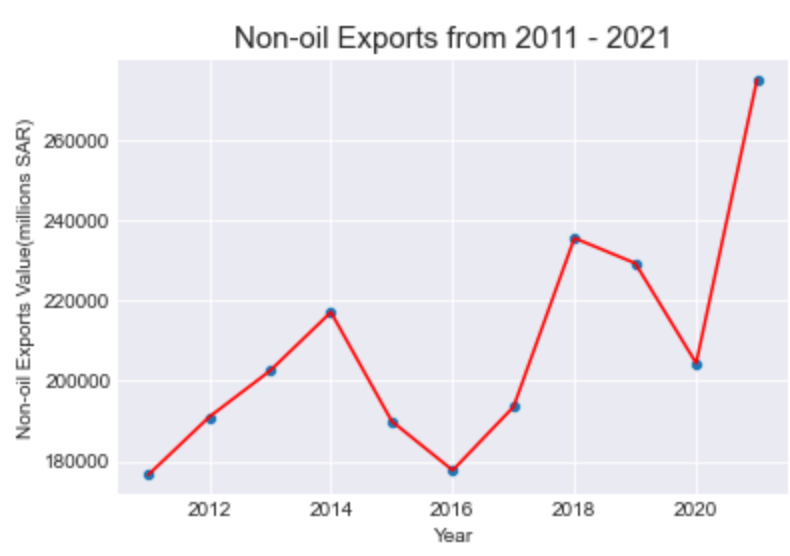 Non-oil Exports from 2011 - 2021
Non-oil Exports Value(millions SAR)
260000
240000
220000
200000
180000
2012 2014 2016 2018 2020
Year